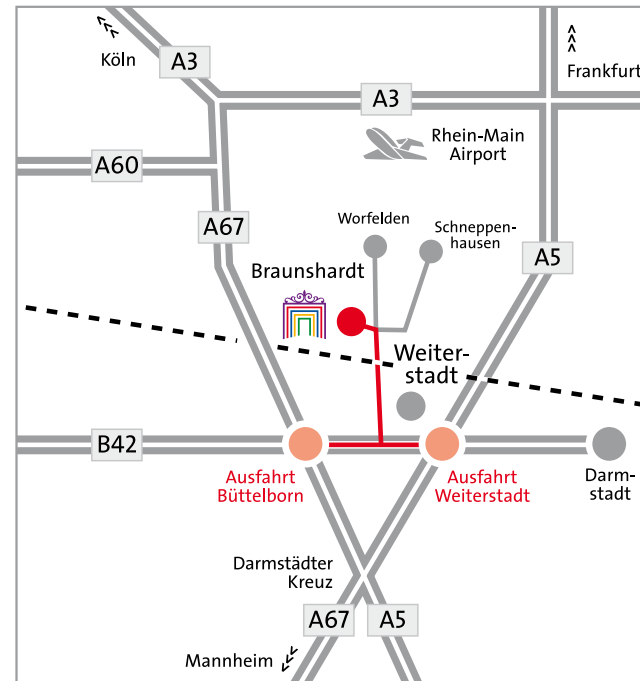 Köln
A3
Frankfurt
A3
Rhein-Main
Airport
A60
A67
Worfelden
Schneppen-
hausen
A5
Braunshardt
Weiter-
stadt
B42
Ausfahrt
Büttelborn
Ausfahrt
Weiterstadt
Darm-
stadt
Darmstädter
Kreuz
A67
A5
Mannheim